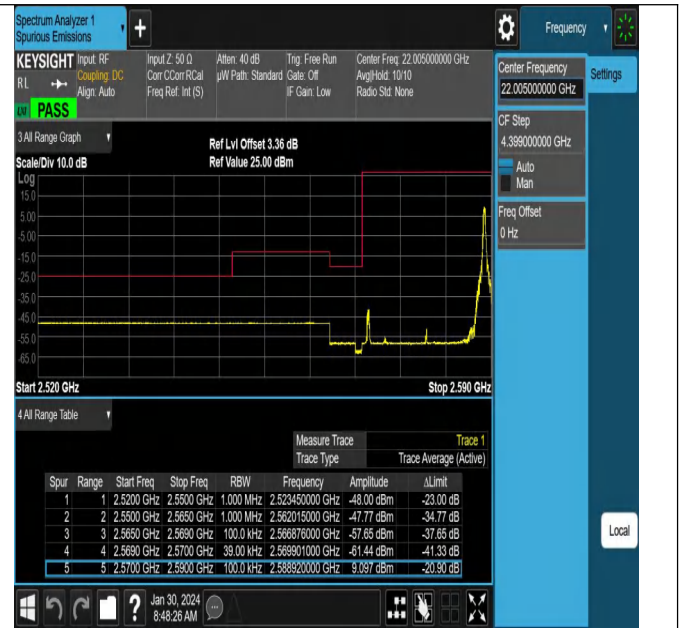 Spectrum Analyzer 1
Spurious Emissions
Frequency
KEYSIGHT
RL
Input: RF
Coupling: DC
Align: Auto
Input Z: 50 Ω
Corr CCorr RCal
Freq Ref: Int (S)
Atten: 40 dB
µW Path: Standard
Trig: Free Run
Gate: Off
IF Gain: Low
Center Freq: 22.005000000 GHz
Avg|Hold: 10/10
Radio Std: None
PASS
Center Frequency
22.005000000 GHz
Settings
CF Step
4.399000000 GHz
Auto
Man
Freq Offset
0 Hz
3 All Range Graph
Scale/Div 10.0 dB
Ref Lvl Offset 3.36 dB
Ref Value 25.00 dBm
Log
15.0
5.00
-5.00
-15.0
-25.0
-35.0
-45.0
-55.0
-65.0
Start 2.520 GHz
Stop 2.590 GHz
4 All Range Table
Measure Trace Trace 1
Trace Type Trace Average (Active)
Spur Range Start Freq Stop Freq RBW Frequency Amplitude ΔLimit
1 1 2.5200 GHz 2.5500 GHz 1.000 MHz 2.523450000 GHz -48.00 dBm -23.00 dB
2 2 2.5500 GHz 2.5650 GHz 1.000 MHz 2.562015000 GHz -47.77 dBm -34.77 dB
3 3 2.5650 GHz 2.5690 GHz 100.0 kHz 2.566876000 GHz -57.65 dBm -37.65 dB
4 4 2.5690 GHz 2.5700 GHz 39.00 kHz 2.569901000 GHz -61.44 dBm -41.33 dB
5 5 2.5700 GHz 2.5900 GHz 100.0 kHz 2.588920000 GHz 9.097 dBm -20.90 dB
Local
Jan 30, 2024
8:48:26 AM